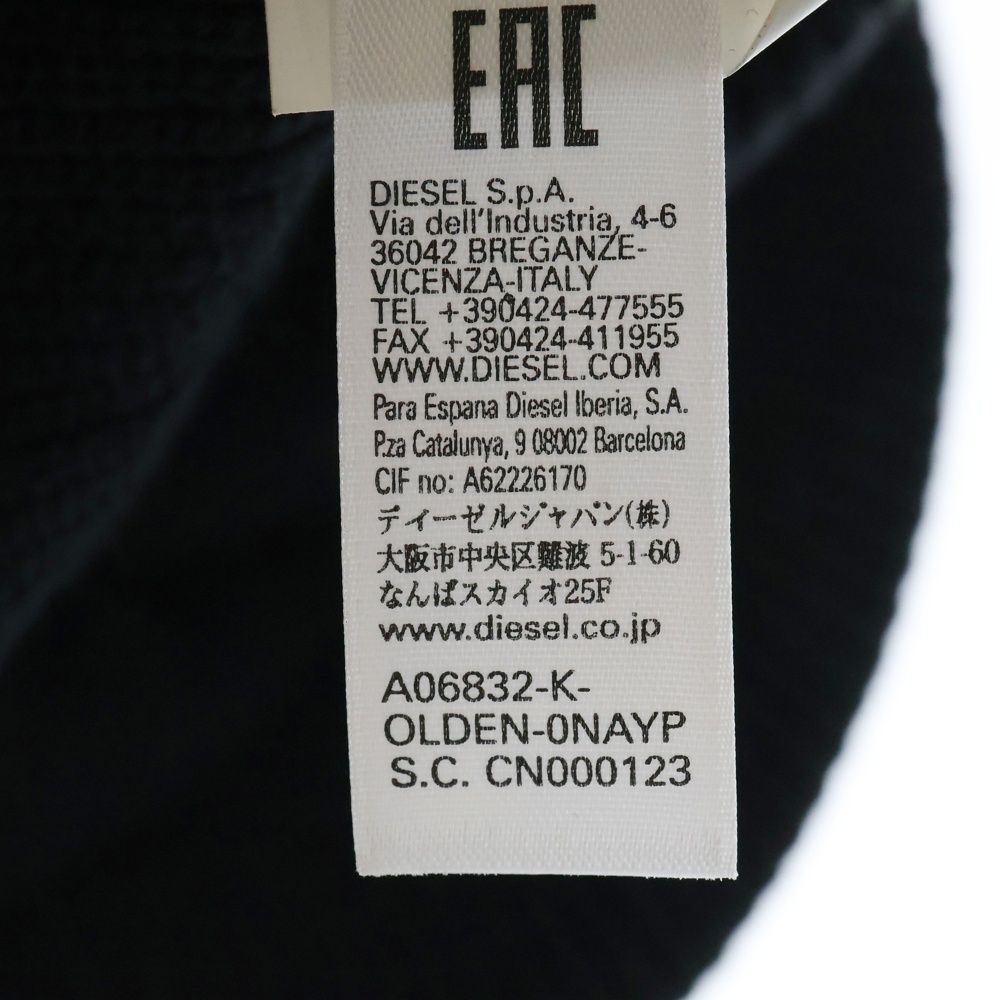 EAC
DIESEL S.p.A.
Via dell'Industria, 4-6
36042 BREGANZE-
VICENZA-ITALY
TEL +390424-477555
FAX +390424-411955
WWW.DIESEL.COM
Para Espana Diesel Iberia, S.A.
P.za Catalunya, 9 08002 Barcelona
CIF no: A62226170
ディーゼルジャパン(株)
大阪市中央区難波 5-1-60
なんばスカイオ25F
www.diesel.co.jp
A06832-K-
OLDEN-0NAYP
S.C. CN000123